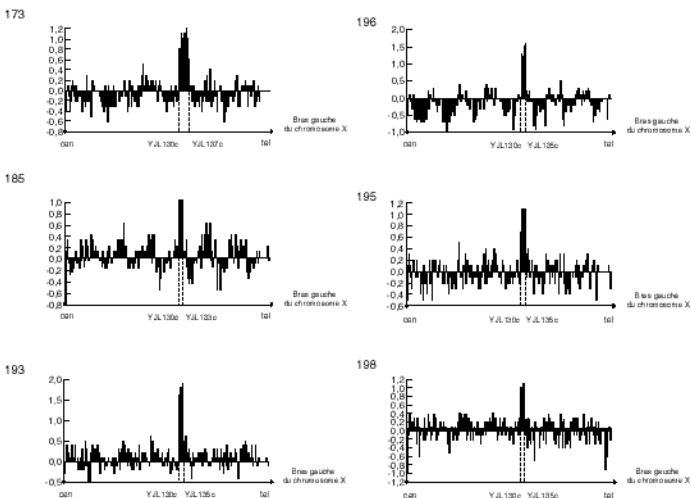 173
1,2
1,0
0,8
0,6
0,4
0,2
0,0
-0,2
-0,4
-0,6
-0,8
cen
YJL130c
YJL137c
tel
Bras gauche
du chromosome X
196
2,0
1,5
1,0
0,5
0,0
-0,5
-1,0
cen
YJL130c
YJL135c
tel
Bras gauche
du chromosome X
185
1,0
0,8
0,6
0,4
0,2
0,0
-0,2
-0,4
-0,6
-0,8
cen
YJL130c
YJL133c
tel
Bras gauche
du chromosome X
195
1,2
1,0
0,8
0,6
0,4
0,2
0,0
-0,2
-0,4
-0,6
cen
YJL130c
YJL135c
tel
Bras gauche
du chromosome X
193
2,0
1,5
1,0
0,5
0,0
-0,5
cen
YJL130c
YJL135c
tel
Bras gauche
du chromosome X
198
1,2
1,0
0,8
0,6
0,4
0,2
0,0
-0,2
-0,4
-0,6
-0,8
-1,0
-1,2
cen
YJL130c
YJL135c
tel
Bras gauche
du chromosome X